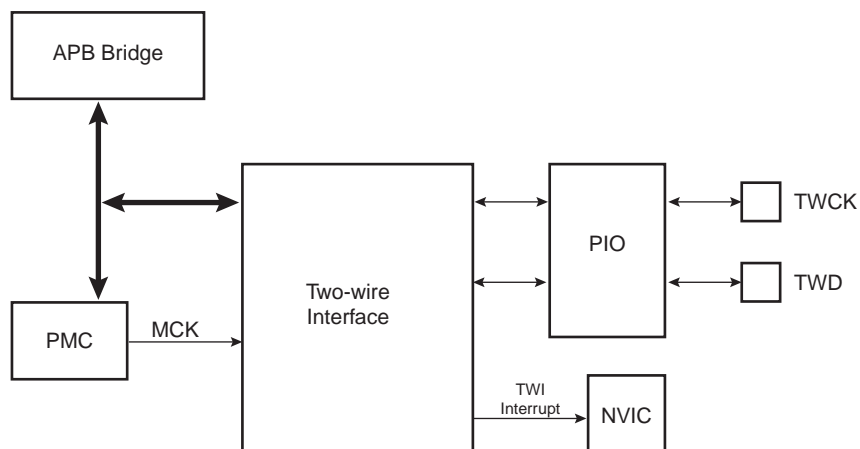 APB Bridge
TWCK
PIO
Two-wire
Interface
TWD
PMC
MCK
TWI
Interrupt
NVIC